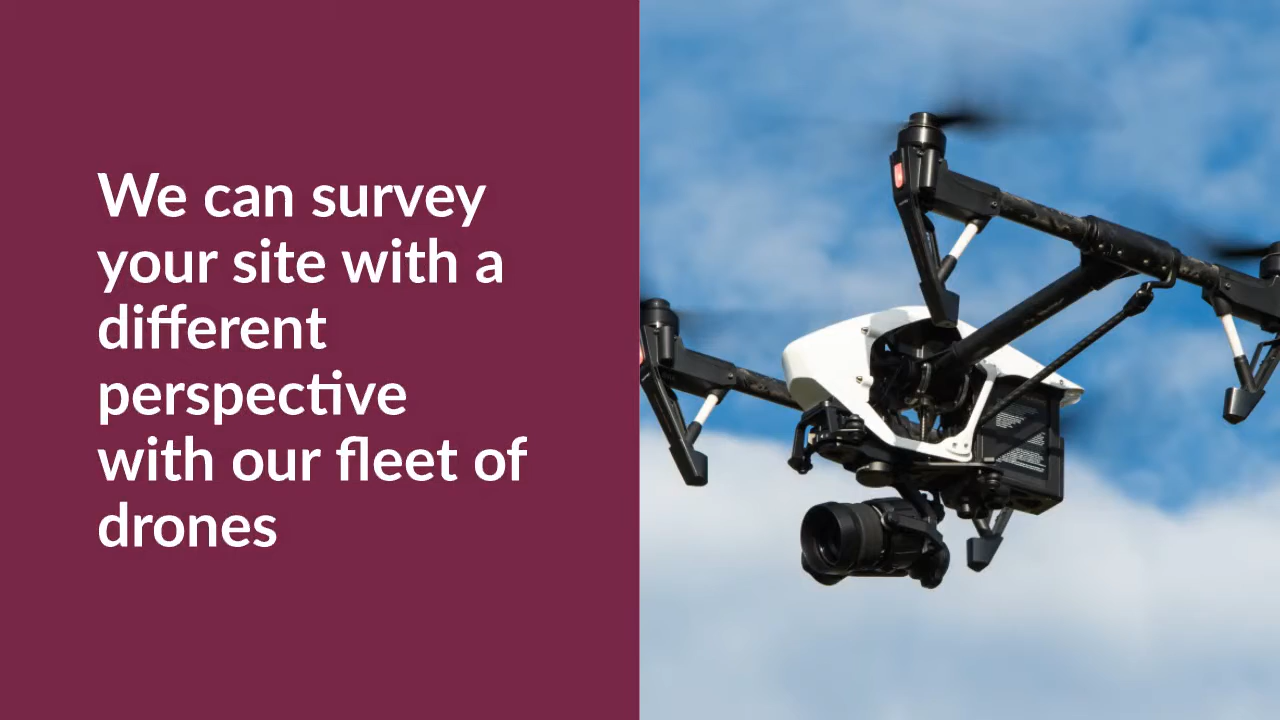 We can survey
your site with a
different
perspective
with our fleet of
drones